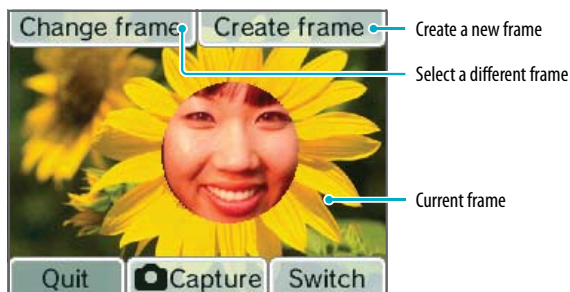 Change frame Create frame
Create a new frame
Select a different frame
Current frame
Quit Capture Switch